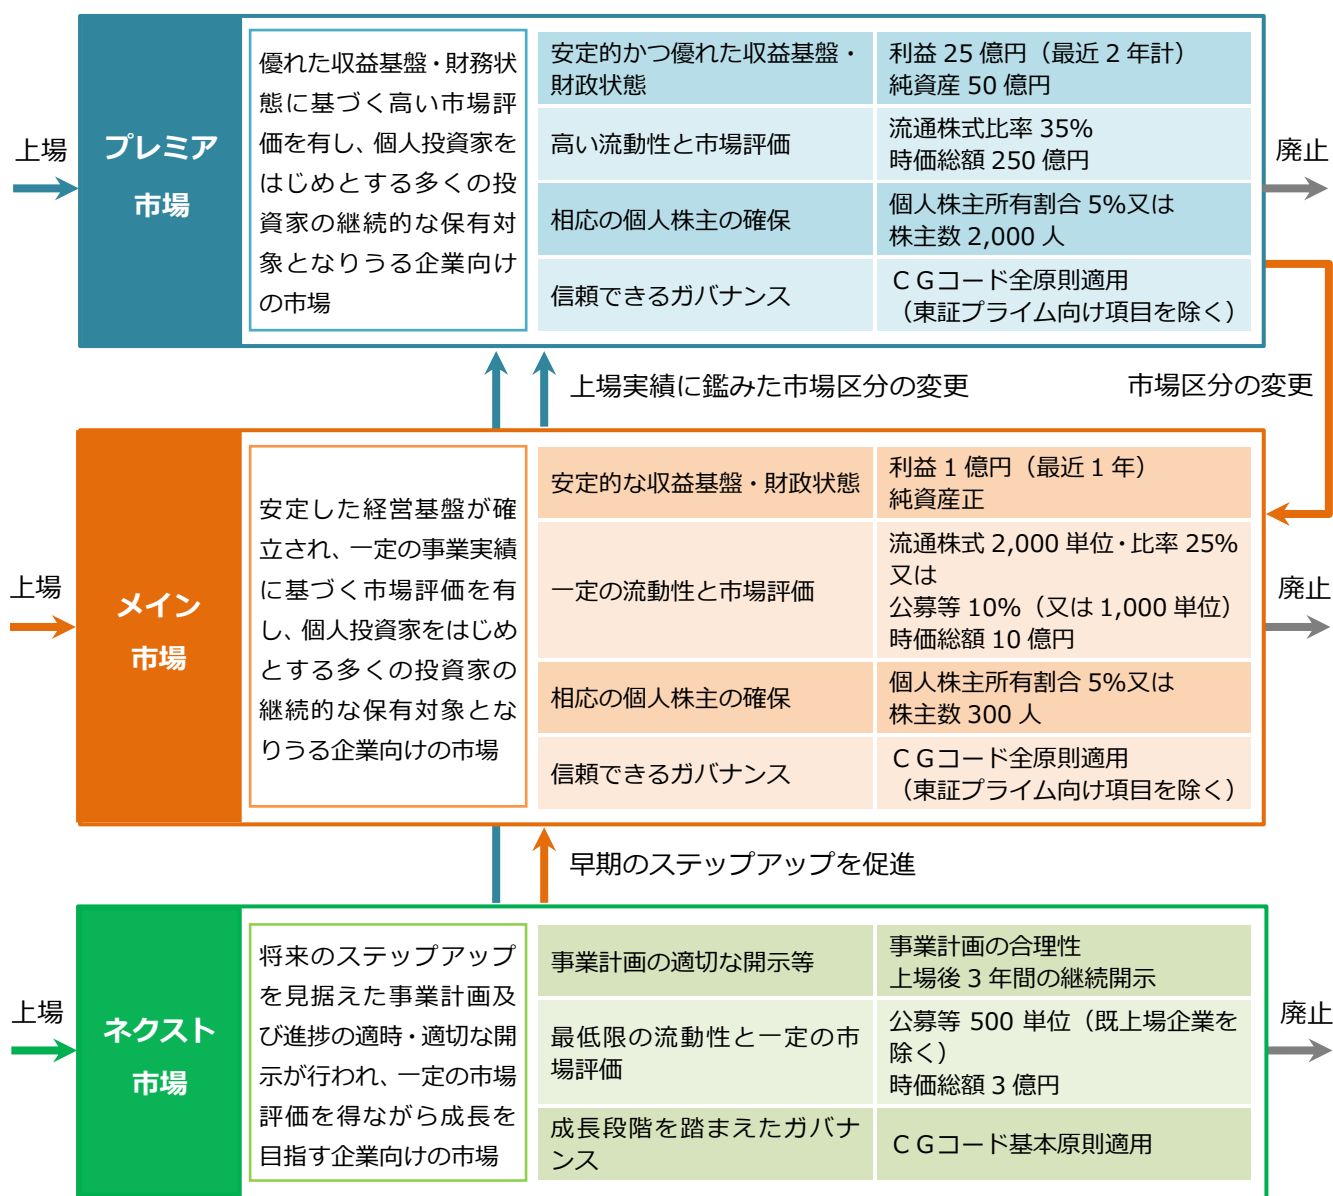 上場
プレミア
市場
優れた収益基盤・財務状
態に基づく高い市場評
価を有し、個人投資家を
はじめとする多くの投
資家の継続的な保有対
象となりうる企業向け
の市場
安定的かつ優れた収益基盤・
財政状態
利益 25 億円（最近 2 年計）
純資産 50 億円
高い流動性と市場評価
流通株式比率 35%
時価総額 250 億円
相応の個人株主の確保
個人株主所有割合 5%又は
株主数 2,000 人
信頼できるガバナンス
ＣＧコード全原則適用
（東証プライム向け項目を除く）
廃止
上場実績に鑑みた市場区分の変更
市場区分の変更
上場
メイン
市場
安定した経営基盤が確
立され、一定の事業実績
に基づく市場評価を有
し、個人投資家をはじめ
とする多くの投資家の
継続的な保有対象とな
りうる企業向けの市場
安定的な収益基盤・財政状態
利益 1 億円（最近 1 年）
純資産正
一定の流動性と市場評価
流通株式 2,000 単位・比率 25%
又は
公募等 10%（又は 1,000 単位）
時価総額 10 億円
相応の個人株主の確保
個人株主所有割合 5%又は
株主数 300 人
信頼できるガバナンス
ＣＧコード全原則適用
（東証プライム向け項目を除く）
廃止
早期のステップアップを促進
上場
ネクスト
市場
将来のステップアップ
を見据えた事業計画及
び進捗の適時・適切な開
示が行われ、一定の市場
評価を得ながら成長を
目指す企業向けの市場
事業計画の適切な開示等
事業計画の合理性
上場後 3 年間の継続開示
最低限の流動性と一定の市
場評価
公募等 500 単位（既上場企業を
除く）
時価総額 3 億円
成長段階を踏まえたガバナ
ンス
ＣＧコード基本原則適用
廃止